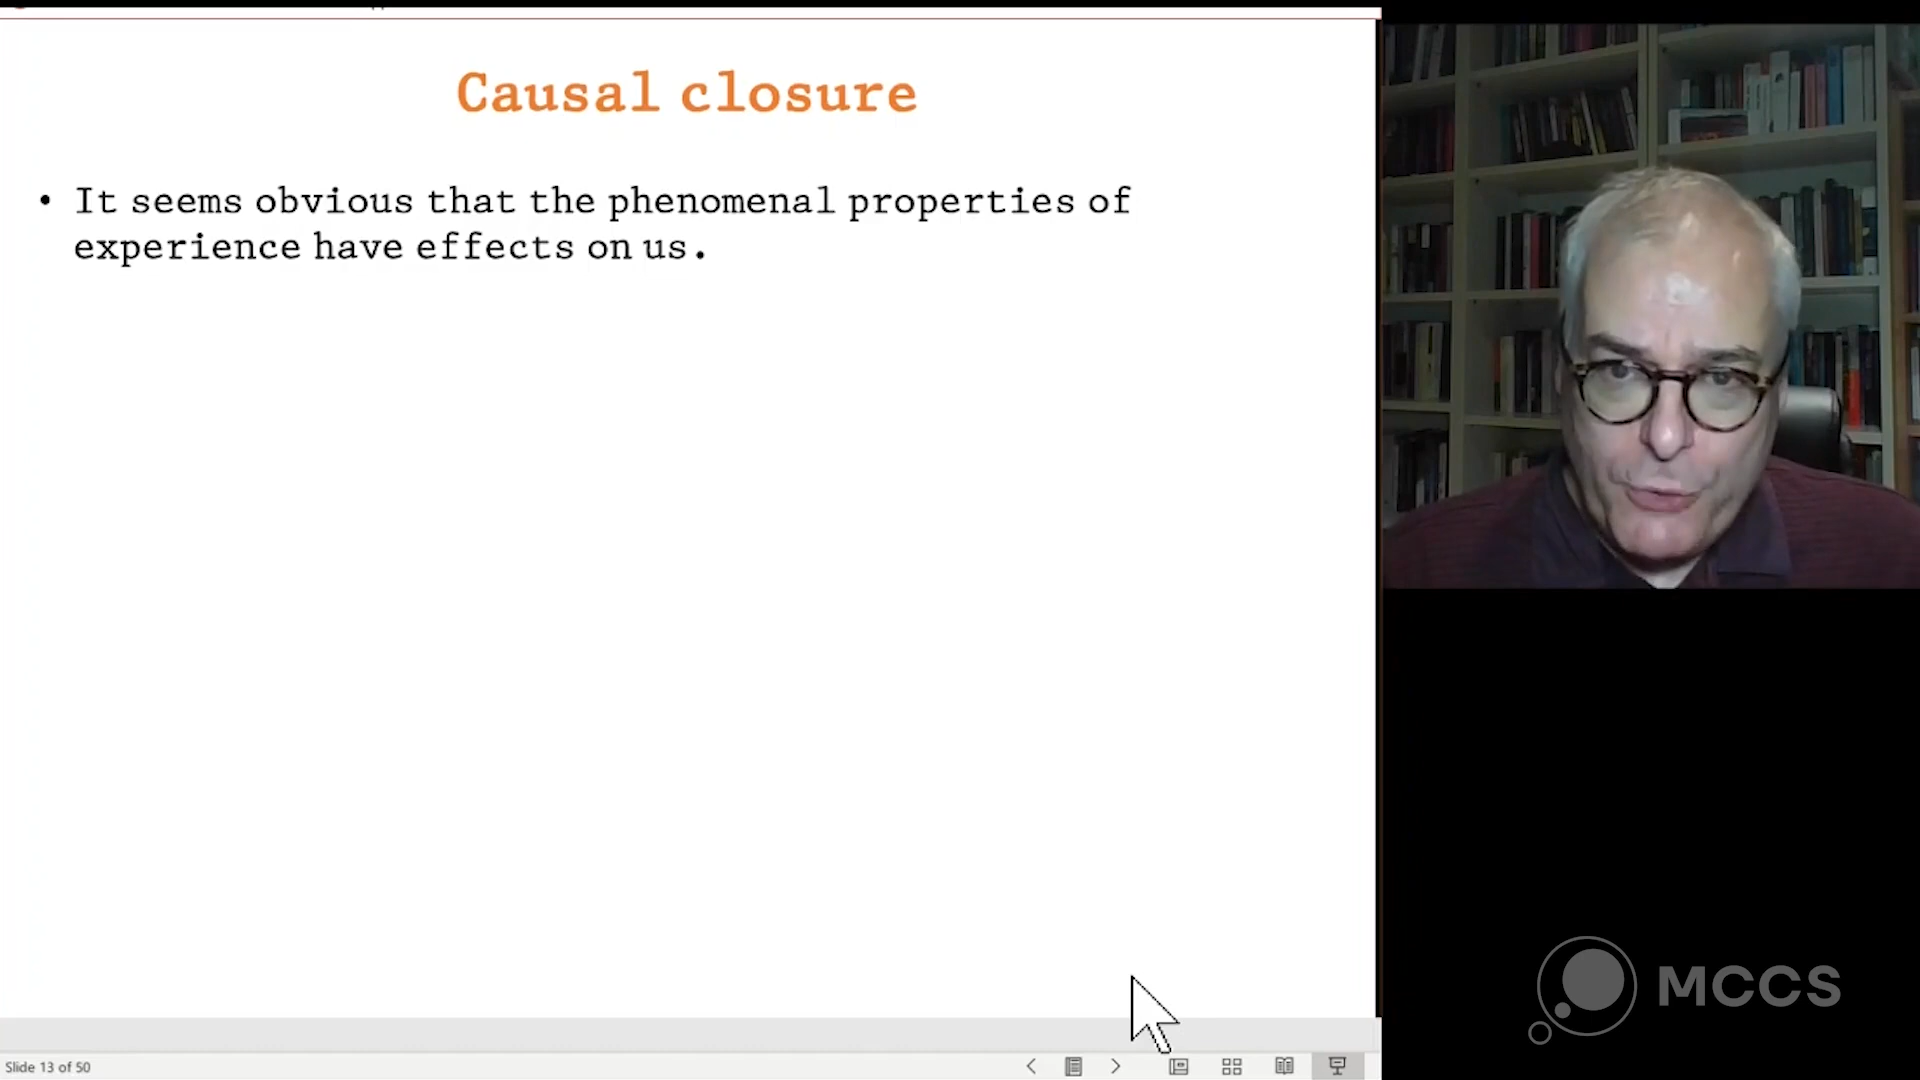 Causal closure
• It seems obvious that the phenomenal properties of
experience have effects on us.
MCCS
Slide 13 of 50